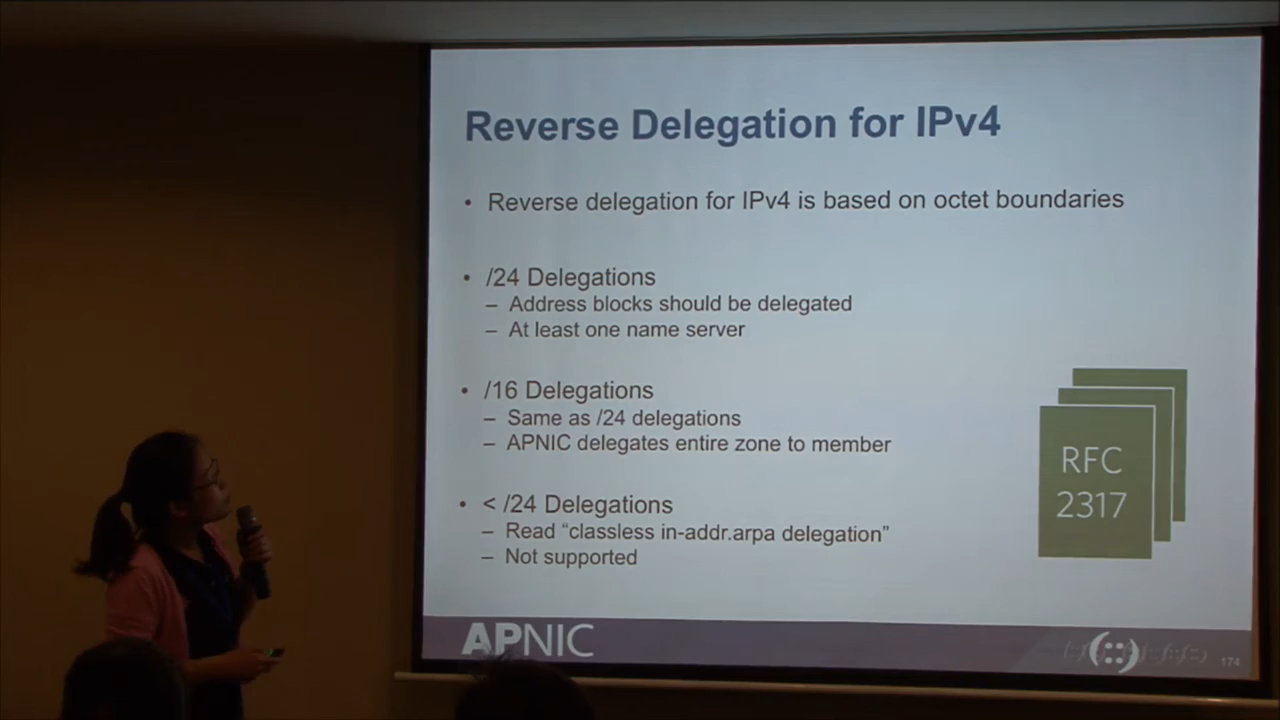 Reverse Delegation for IPv4
• Reverse delegation for IPv4 is based on octet boundaries
• /24 Delegations
– Address blocks should be delegated
– At least one name server
• /16 Delegations
– Same as /24 delegations
– APNIC delegates entire zone to member
• < /24 Delegations
– Read “classless in-addr.arpa delegation”
– Not supported
RFC
2317
APNIC
174